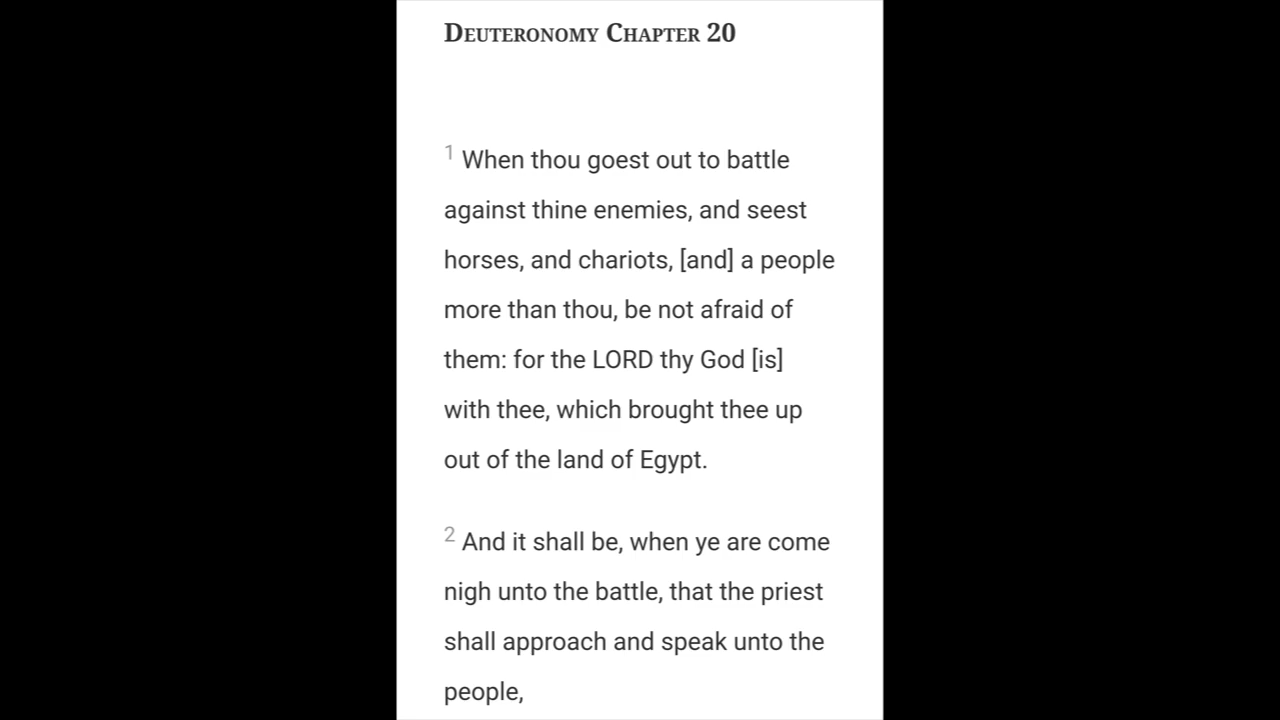 DEUTERONOMY CHAPTER 20
1 When thou goest out to battle
against thine enemies, and seest
horses, and chariots, [and] a people
more than thou, be not afraid of
them: for the LORD thy God [is]
with thee, which brought thee up
out of the land of Egypt.
2 And it shall be, when ye are come
nigh unto the battle, that the priest
shall approach and speak unto the
people,